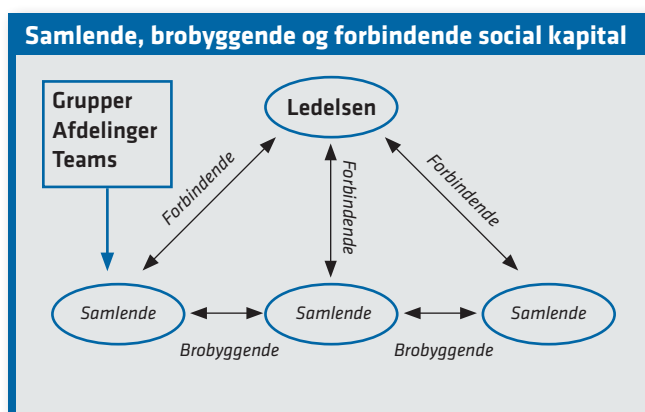 Samlende, brobyggende og forbindende social kapital
Grupper
Afdelinger
Teams
Ledelsen
Forbindende
Forbindende
Forbindende
Samlende
Samlende
Samlende
Brobyggende
Brobyggende